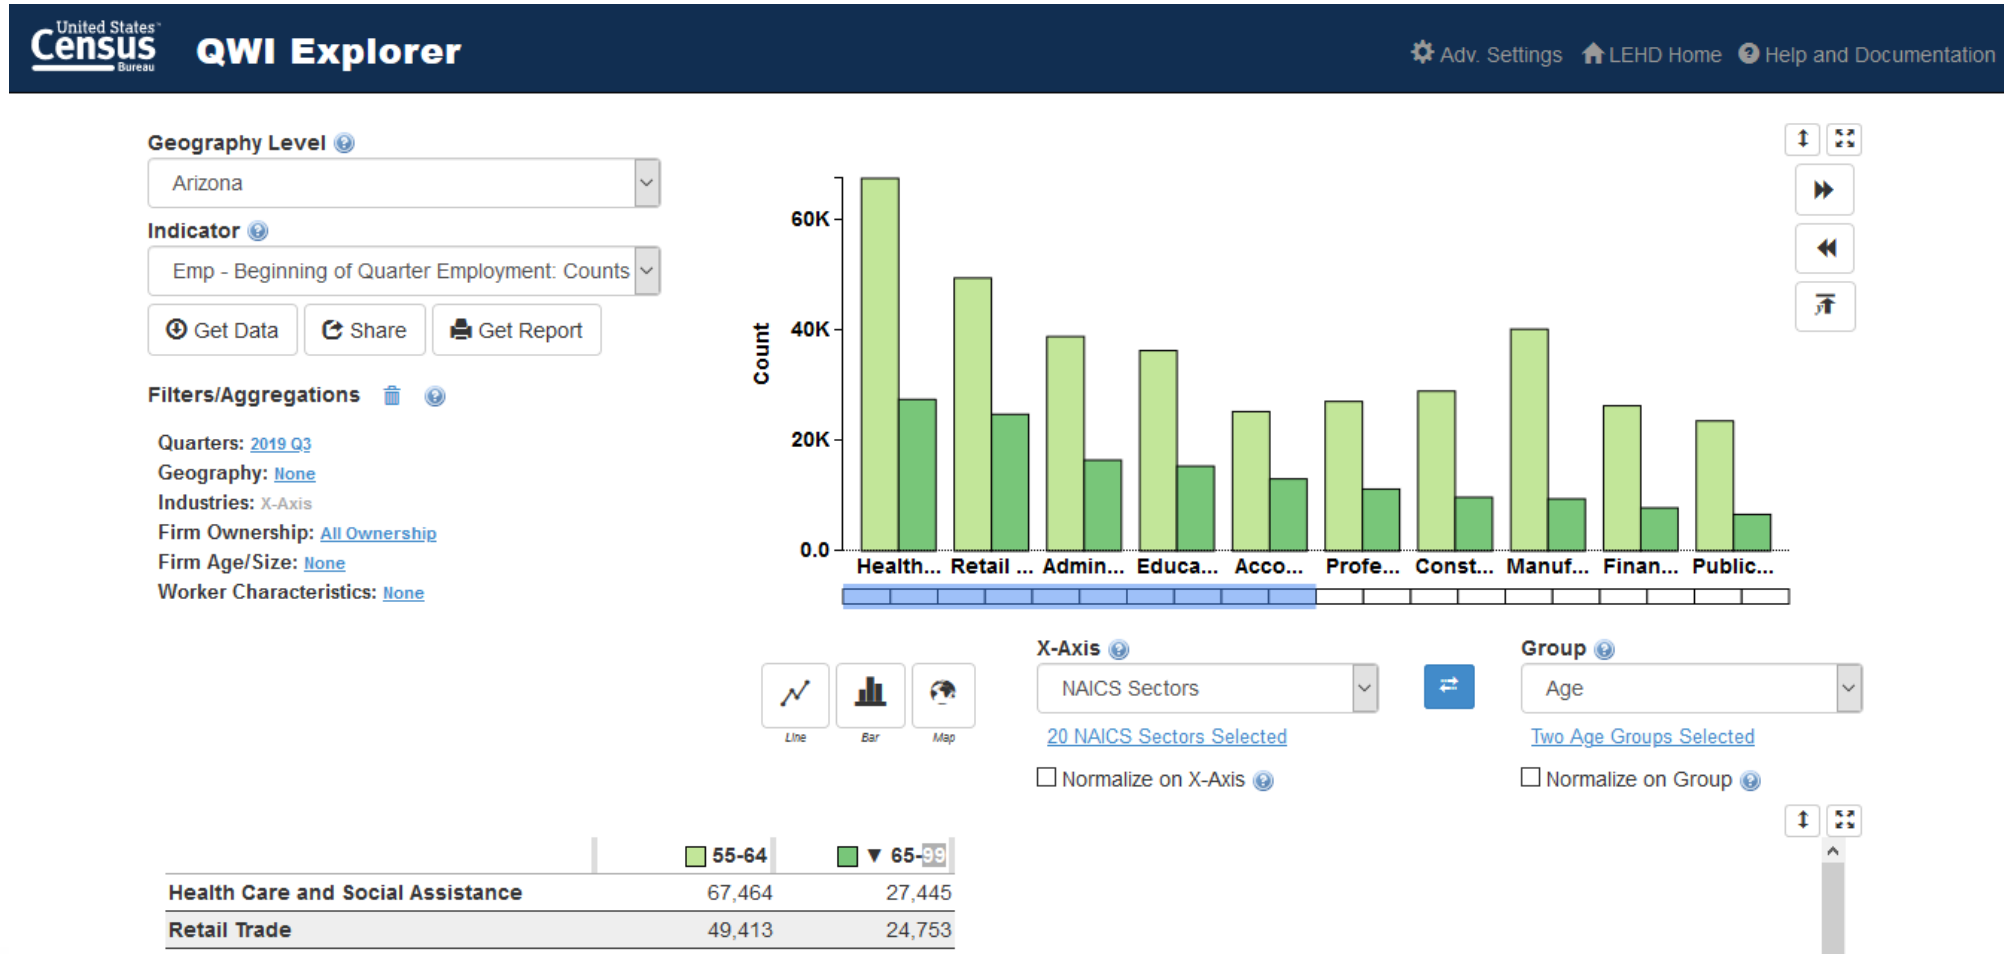 United States™
Census
Bureau
QWI Explorer
Adv. Settings LEHD Home Help and Documentation
Geography Level
Arizona
Indicator
Emp - Beginning of Quarter Employment: Counts
Get Data Share Get Report
Filters/Aggregations
Quarters: 2019 Q3
Geography: None
Industries: X-Axis
Firm Ownership: All Ownership
Firm Age/Size: None
Worker Characteristics: None
Count
60K
40K
20K
0.0
Health... Retail ... Admin... Educa... Acco... Profe... Const... Manuf... Finan... Public...
Line Bar Map
X-Axis
NAICS Sectors
20 NAICS Sectors Selected
Normalize on X-Axis
Group
Age
Two Age Groups Selected
Normalize on Group
55-64 ▼ 65-99
Health Care and Social Assistance 67,464 27,445
Retail Trade 49,413 24,753